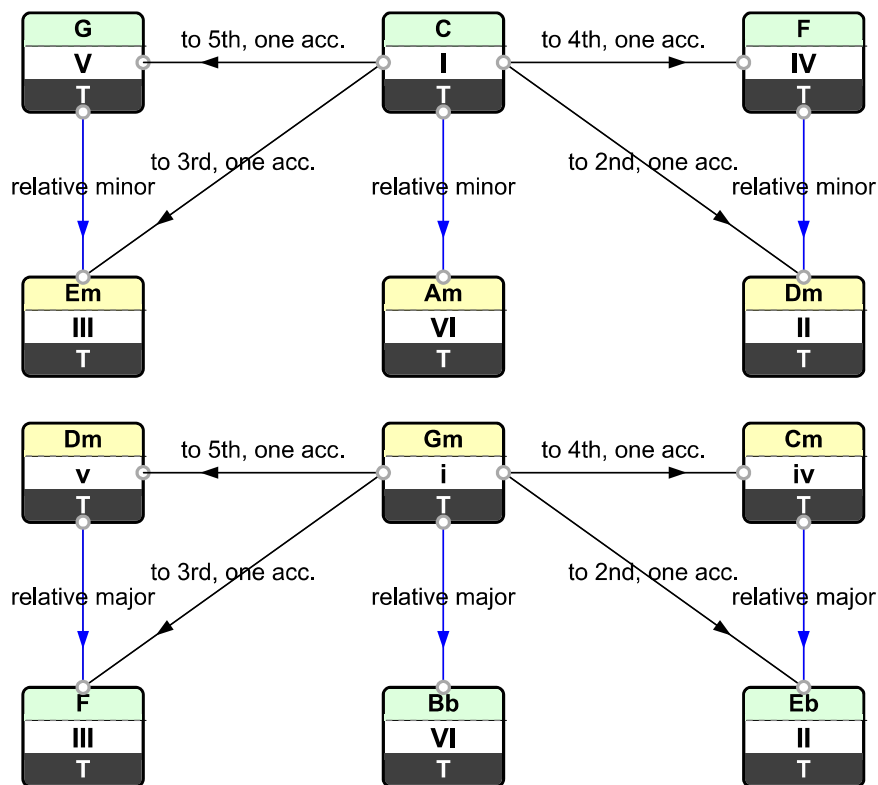 G
C
F
to 5th, one acc.
to 4th, one acc.
V
I
IV
T
T
T
to 3rd, one acc.
to 2nd, one acc.
relative minor
relative minor
relative minor
Em
Am
Dm
III
VI
II
T
T
T
Dm
Gm
Cm
to 5th, one acc.
to 4th, one acc.
v
i
iv
T
T
T
to 3rd, one acc.
to 2nd, one acc.
relative major
relative major
relative major
F
Bb
Eb
III
VI
II
T
T
T